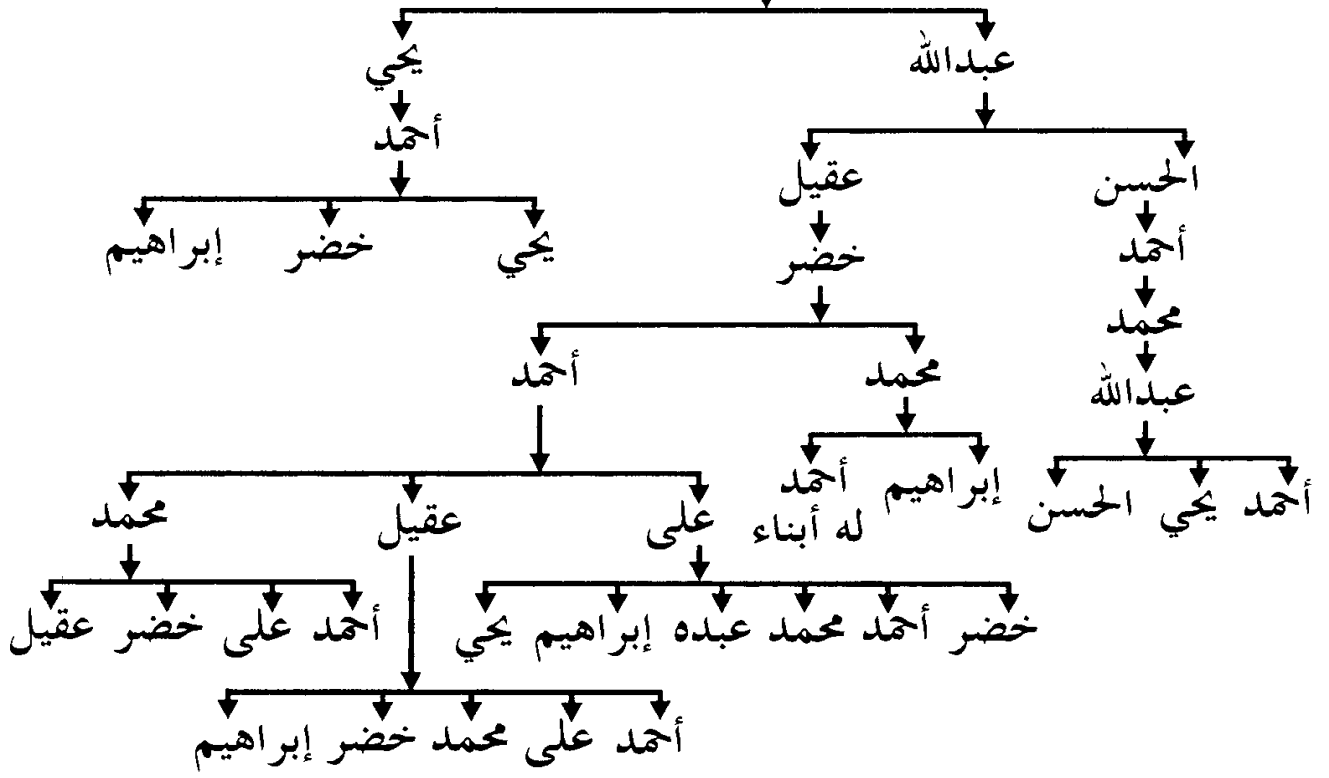 عبدالله يحي
أحمد
الحسن عقيل
يحي خضر إبراهيم
أحمد خضر
محمد
محمد أحمد
عبدالله
إبراهيم أحمد
له أبناء
أحمد يحي الحسن
على عقيل محمد
خضر أحمد محمد عبده إبراهيم يحي
أحمد على خضر عقيل
أحمد على محمد خضر إبراهيم